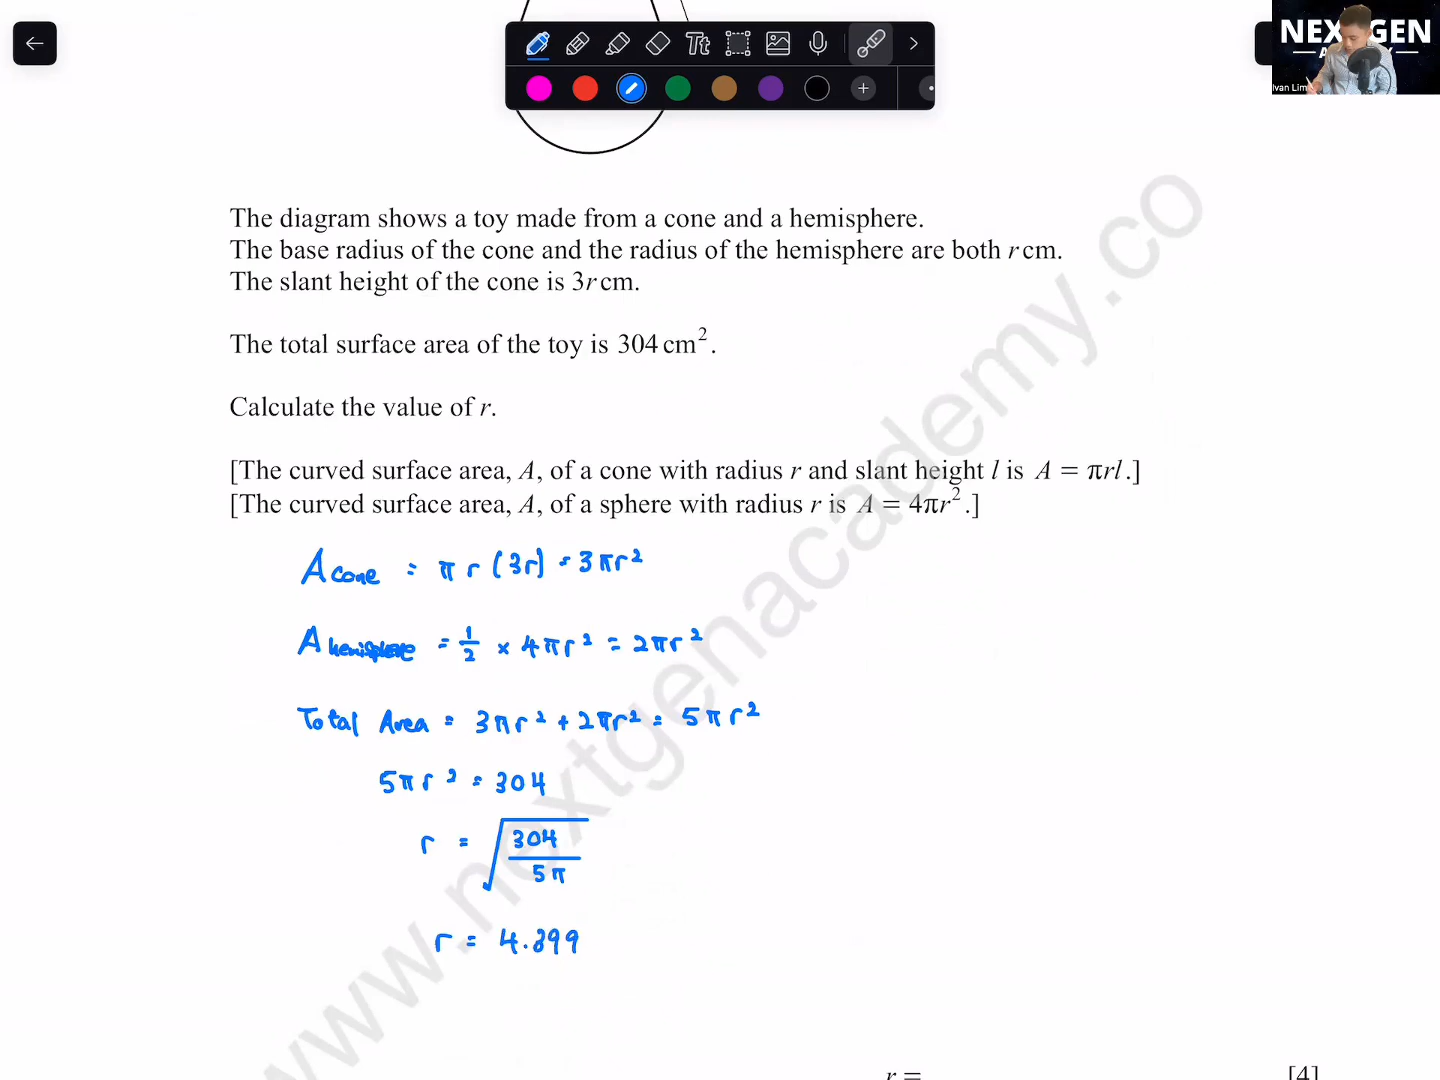 Tt
NEXTGEN
Ivan Lim
The diagram shows a toy made from a cone and a hemisphere.
The base radius of the cone and the radius of the hemisphere are both r cm.
The slant height of the cone is 3r cm.
The total surface area of the toy is 304 cm².
Calculate the value of r.
[The curved surface area, A, of a cone with radius r and slant height l is A = πrl.]
[The curved surface area, A, of a sphere with radius r is A = 4πr².]
A cone = πr(3r) = 3πr²
A hemisphere = 1/2 × 4πr² = 2πr²
Total Area = 3πr² + 2πr² = 5πr²
5πr² = 304
r = √(304/5π)
r = 4.399
r = [4]
www.nextgenacademy.co